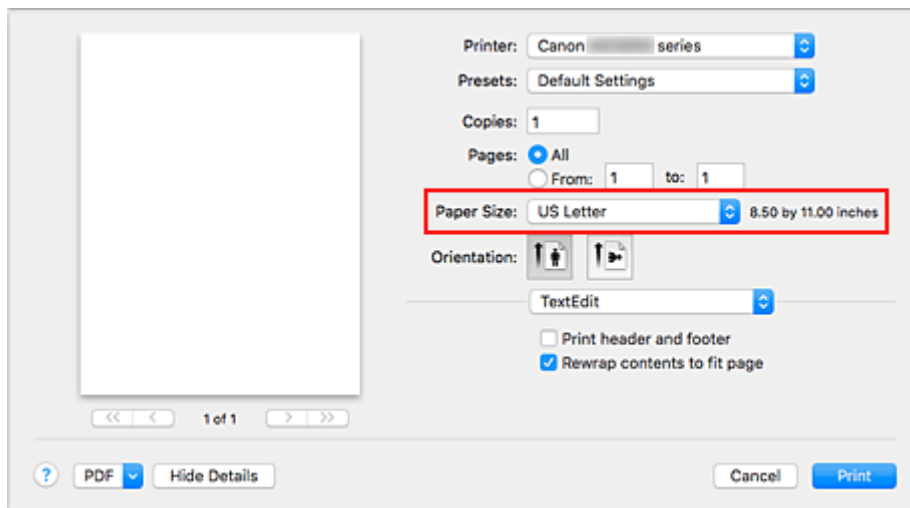 Printer: Canon series
Presets: Default Settings
Copies: 1
Pages: All
From: 1 to: 1
Paper Size: US Letter 8.50 by 11.00 inches
Orientation:
TextEdit
Print header and footer
Rewrap contents to fit page
<< < 1 of 1 > >>
? PDF Hide Details Cancel Print